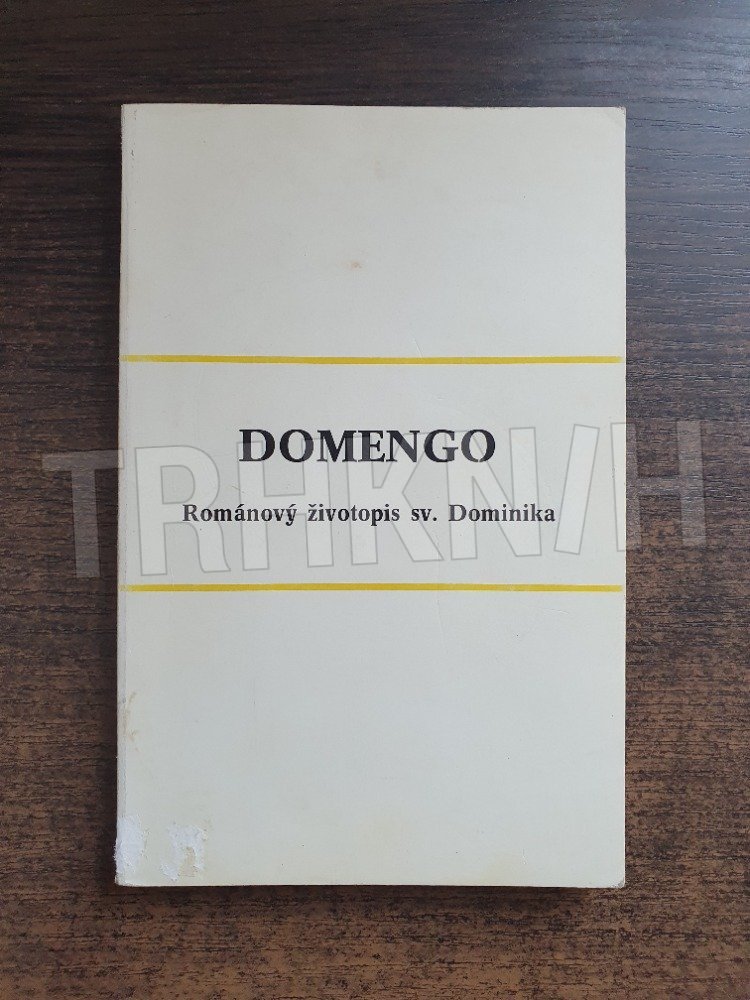 DOMENGO
TRHKNIH
Románový životopis sv. Dominika